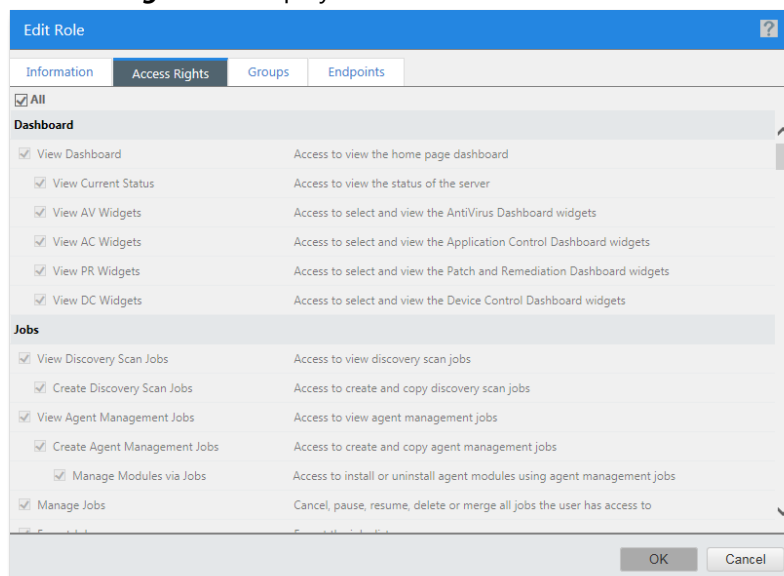 Edit Role
?
Information Access Rights Groups Endpoints
All
Dashboard
View Dashboard Access to view the home page dashboard
View Current Status Access to view the status of the server
View AV Widgets Access to select and view the AntiVirus Dashboard widgets
View AC Widgets Access to select and view the Application Control Dashboard widgets
View PR Widgets Access to select and view the Patch and Remediation Dashboard widgets
View DC Widgets Access to select and view the Device Control Dashboard widgets
Jobs
View Discovery Scan Jobs Access to view discovery scan jobs
Create Discovery Scan Jobs Access to create and copy discovery scan jobs
View Agent Management Jobs Access to view agent management jobs
Create Agent Management Jobs Access to create and copy agent management jobs
Manage Modules via Jobs Access to install or uninstall agent modules using agent management jobs
Manage Jobs Cancel, pause, resume, delete or merge all jobs the user has access to
OK Cancel